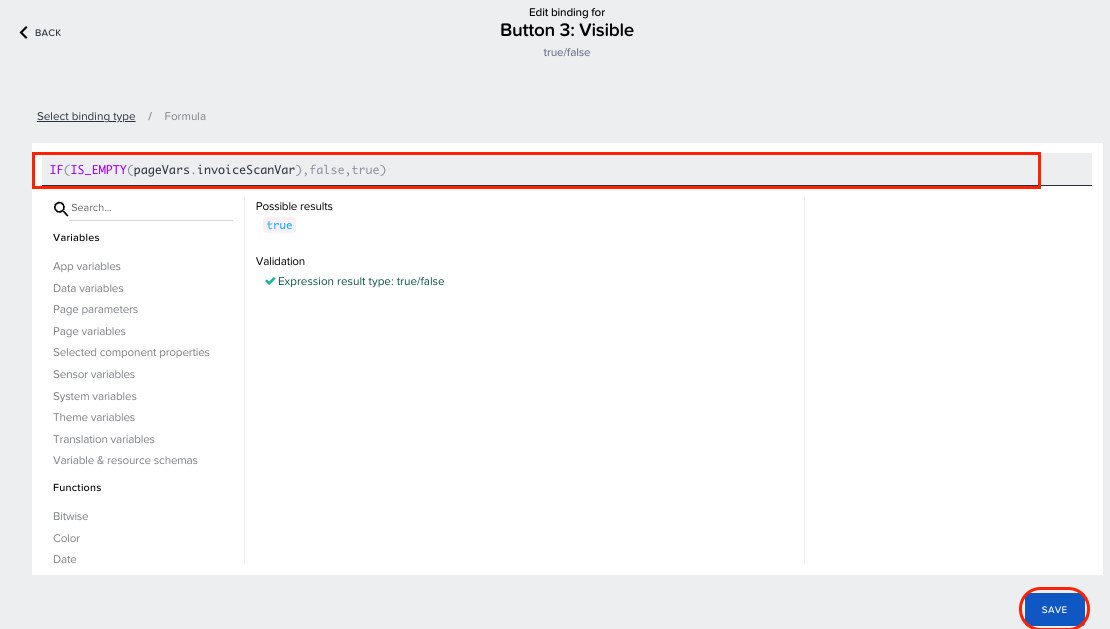 Edit binding for
BACK
Button 3: Visible
true/false
Select binding type / Formula
IF(IS_EMPTY(pageVars.invoiceScanVar),false,true)
Search...
Variables
App variables
Data variables
Page parameters
Page variables
Selected component properties
Sensor variables
System variables
Theme variables
Translation variables
Variable & resource schemas
Functions
Bitwise
Color
Date
Possible results
true
Validation
Expression result type: true/false
SAVE